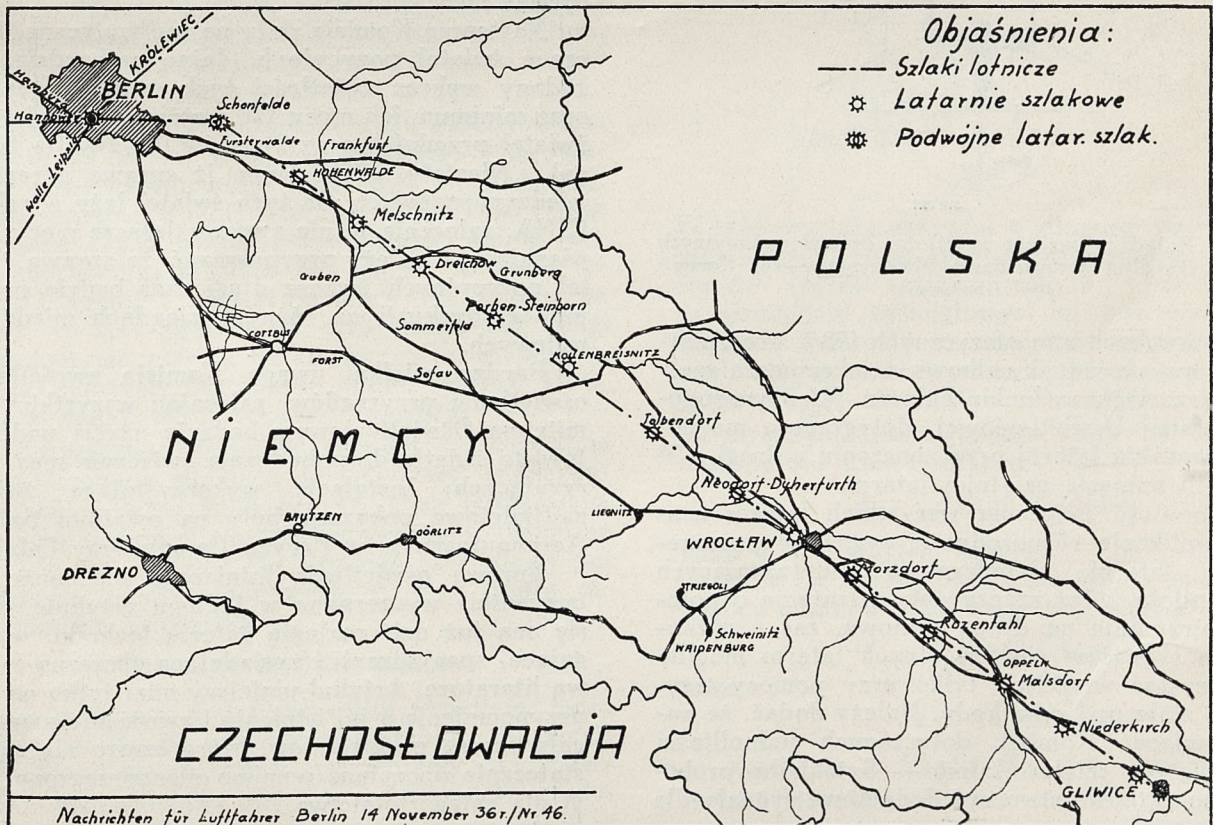 Objaśnienia:
Szlaki lotnicze
Latarnie szlakowe
Podwójne latar. szlak.
KRÓLEWIEC
Hamburg
BERLIN
Hannover
Halle-Leipzig
Schonfelde
Fursterwalde
Frankfurt
HOHENWALDE
Melschnitz
POLSKA
Guben
Drelchow
Grunberg
Parben-Steinborn
Sommerfeld
COTTBUS
FORST
Sofau
KOLLENBREISNITZ
NIEMCY
Talbendorf
Neodorf-Dyherfurth
LIEGNITZ
BAUTZEN
GÖRLITZ
WROCŁAW
DREZNO
Morzdorf
STRIEGOLI
Schweinitz
WAIDENBURG
Rozentahl
OPPELN
Malsdorf
CZECHOSŁOWACJA
Niederkirch
GLIWICE
Nachrichten für Luftfahrer Berlin 14 November 36r./Nr 46.